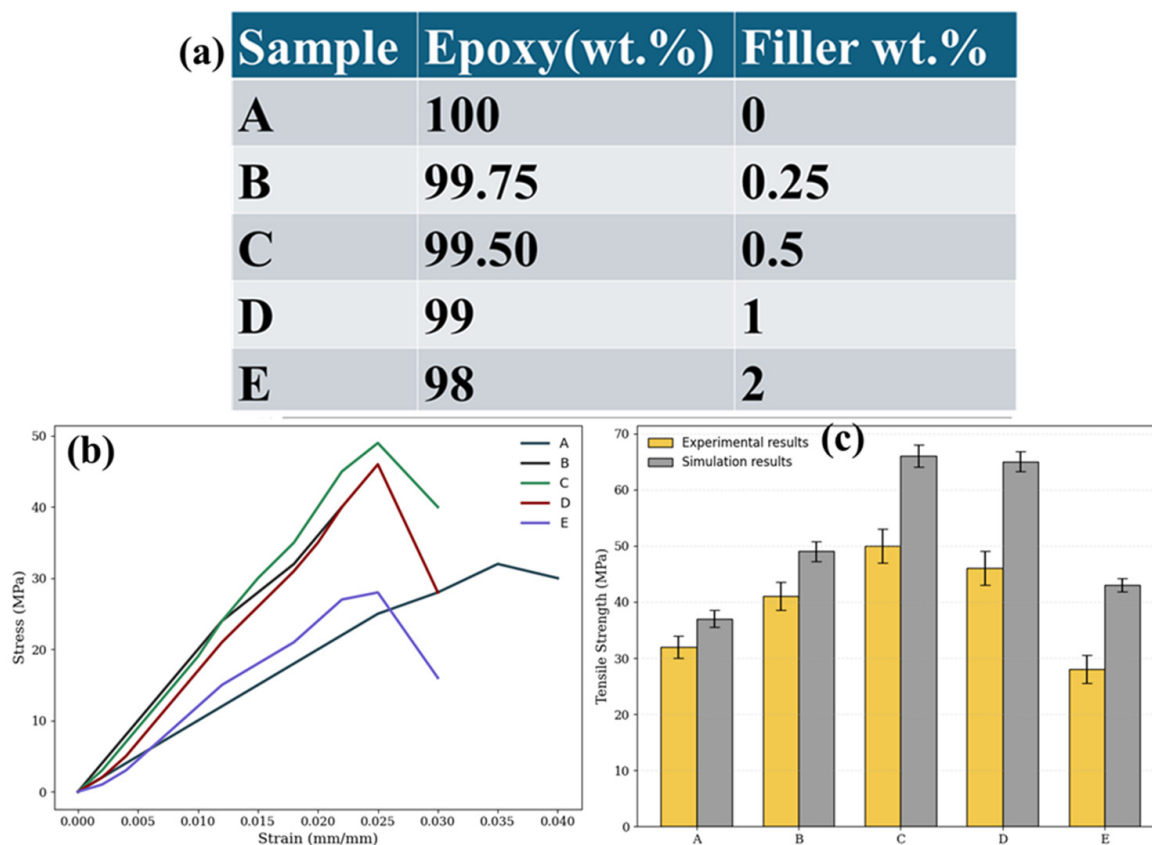 (a)
Sample Epoxy(wt.%) Filler wt.%
A 100 0
B 99.75 0.25
C 99.50 0.5
D 99 1
E 98 2
(b)
50
40
30
20
10
0
Stress (MPa)
0.000 0.005 0.010 0.015 0.020 0.025 0.030 0.035 0.040
Strain (mm/mm)
A
B
C
D
E
(c)
Experimental results
Simulation results
70
60
50
40
30
20
10
0
Tensile Strength (MPa)
A B C D E